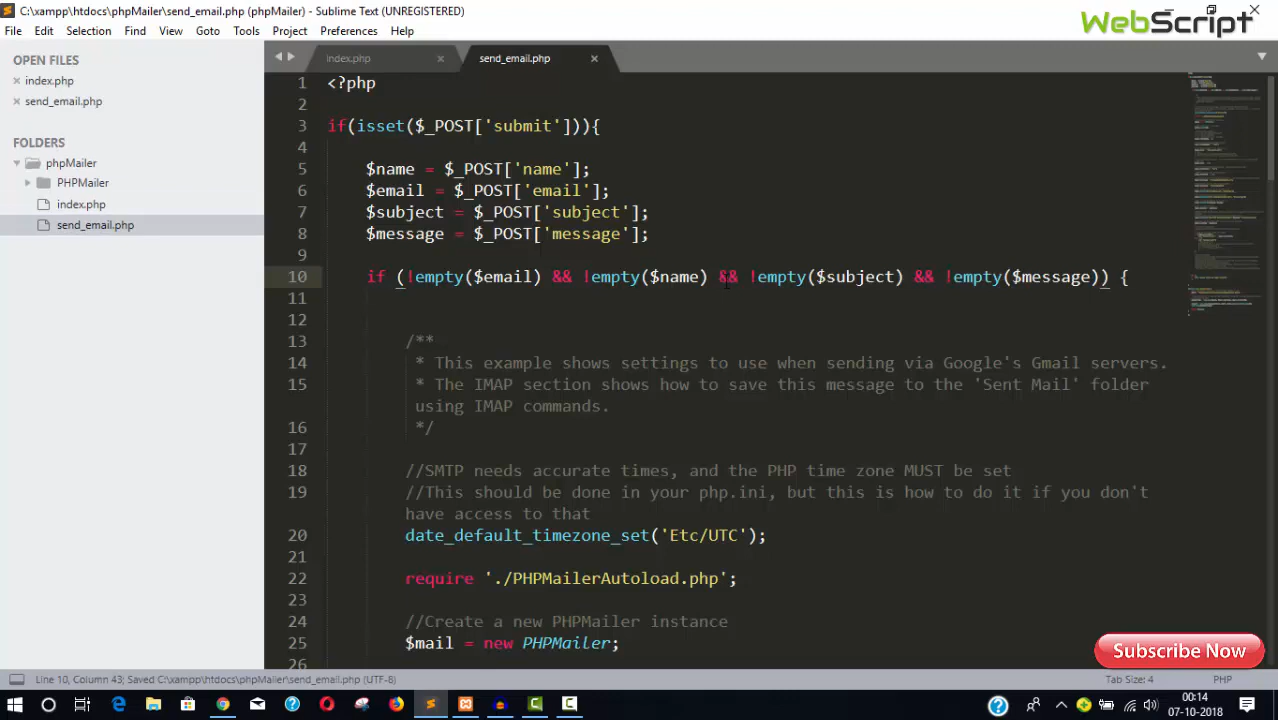 C:\xampp\htdocs\phpMailer\send_email.php (phpMailer) - Sublime Text (UNREGISTERED)
WebScript
File Edit Selection Find View Goto Tools Project Preferences Help
OPEN FILES
index.php
send_email.php
FOLDERS
phpMailer
PHPMailer
index.php
send_email.php
index.php
send_email.php
1 <?php
2
3 if(isset($_POST['submit'])){
4
5 $name = $_POST['name'];
6 $email = $_POST['email'];
7 $subject = $_POST['subject'];
8 $message = $_POST['message'];
9
10 if (!empty($email) && !empty($name) && !empty($subject) && !empty($message)) {
11
12
13 /**
14 * This example shows settings to use when sending via Google's Gmail servers.
15 * The IMAP section shows how to save this message to the 'Sent Mail' folder
using IMAP commands.
16 */
17
18 //SMTP needs accurate times, and the PHP time zone MUST be set
19 //This should be done in your php.ini, but this is how to do it if you don't
have access to that
20 date_default_timezone_set('Etc/UTC');
21
22 require './PHPMailerAutoload.php';
23
24 //Create a new PHPMailer instance
25 $mail = new PHPMailer;
26
Subscribe Now
Line 10, Column 43; Saved C:\xampp\htdocs\phpMailer\send_email.php (UTF-8)
Tab Size: 4
PHP
00:14
07-10-2018